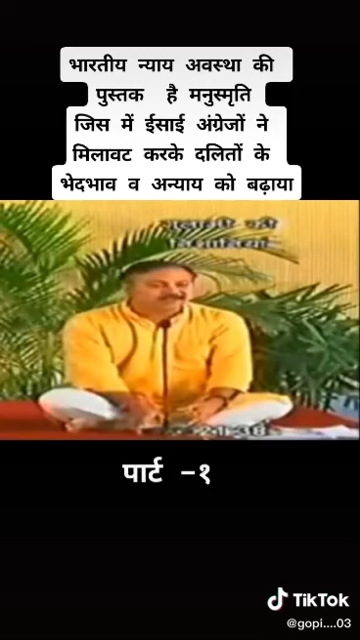 भारतीय न्याय अवस्था की
पुस्तक है मनुस्मृति
जिस में ईसाई अंग्रेजों ने
मिलावट करके दलितों के
भेदभाव व अन्याय को बढ़ाया
गुलामी की
निशानियां
पार्ट -१
TikTok
@gopi....03